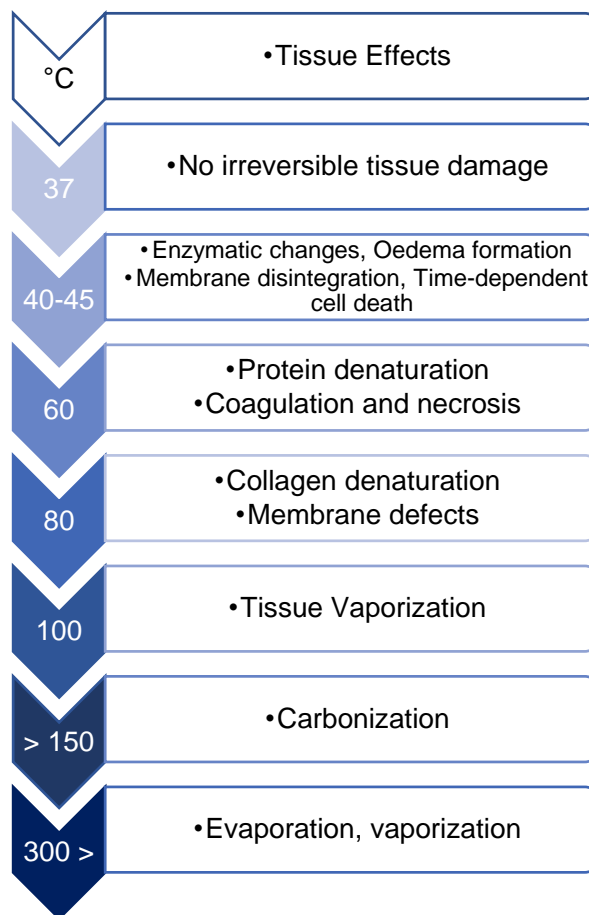 °C
•Tissue Effects
37
•No irreversible tissue damage
40-45
•Enzymatic changes, Oedema formation
•Membrane disintegration, Time-dependent
cell death
60
•Protein denaturation
•Coagulation and necrosis
80
•Collagen denaturation
•Membrane defects
100
•Tissue Vaporization
> 150
•Carbonization
300 >
•Evaporation, vaporization